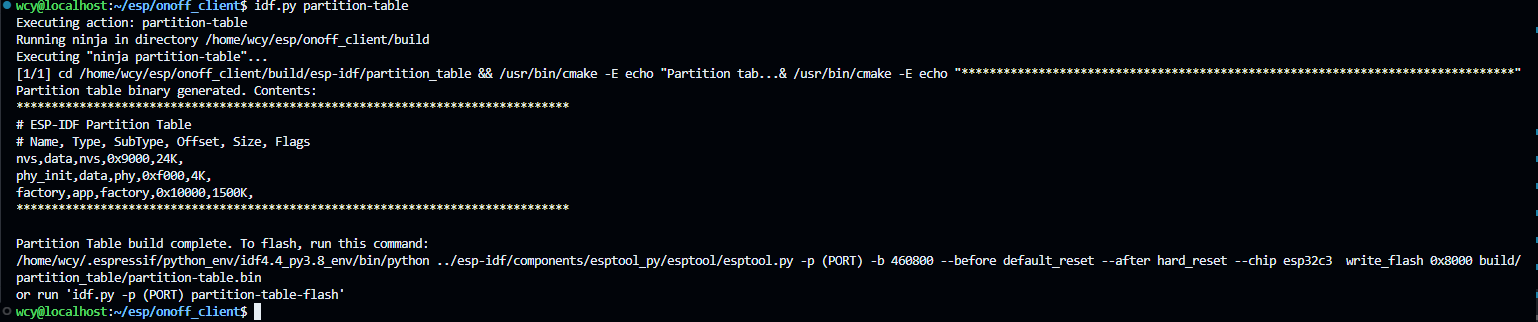 wcy@localhost:~/esp/onoff_client$ idf.py partition-table
Executing action: partition-table
Running ninja in directory /home/wcy/esp/onoff_client/build
Executing "ninja partition-table"...
[1/1] cd /home/wcy/esp/onoff_client/build/esp-idf/partition_table && /usr/bin/cmake -E echo "Partition tab...& /usr/bin/cmake -E echo "*******************************************************************************"
Partition table binary generated. Contents:
*******************************************************************************
# ESP-IDF Partition Table
# Name, Type, SubType, Offset, Size, Flags
nvs,data,nvs,0x9000,24K,
phy_init,data,phy,0xf000,4K,
factory,app,factory,0x10000,1500K,
*******************************************************************************
Partition Table build complete. To flash, run this command:
/home/wcy/.espressif/python_env/idf4.4_py3.8_env/bin/python ../esp-idf/components/esptool_py/esptool/esptool.py -p (PORT) -b 460800 --before default_reset --after hard_reset --chip esp32c3  write_flash 0x8000 build/
partition_table/partition-table.bin
or run 'idf.py -p (PORT) partition-table-flash'
wcy@localhost:~/esp/onoff_client$